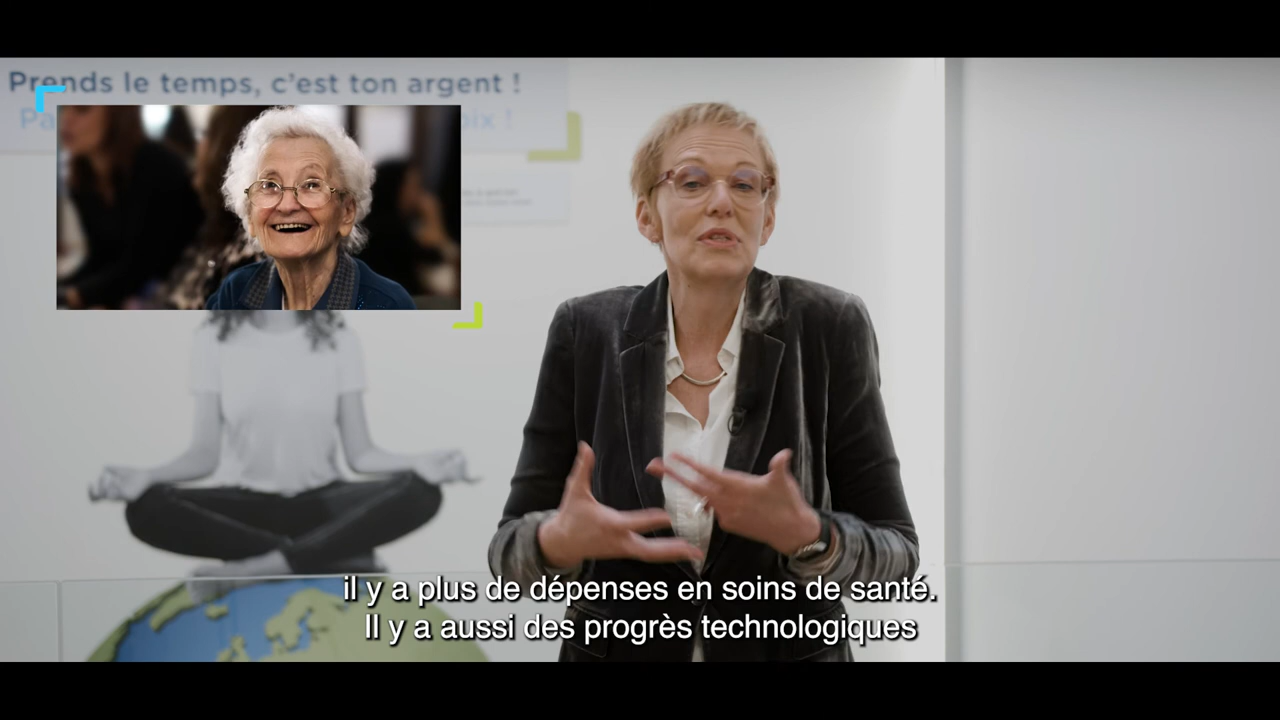 Prends le temps, c'est ton argent !
il y a plus de dépenses en soins de santé.
Il y a aussi des progrès technologiques